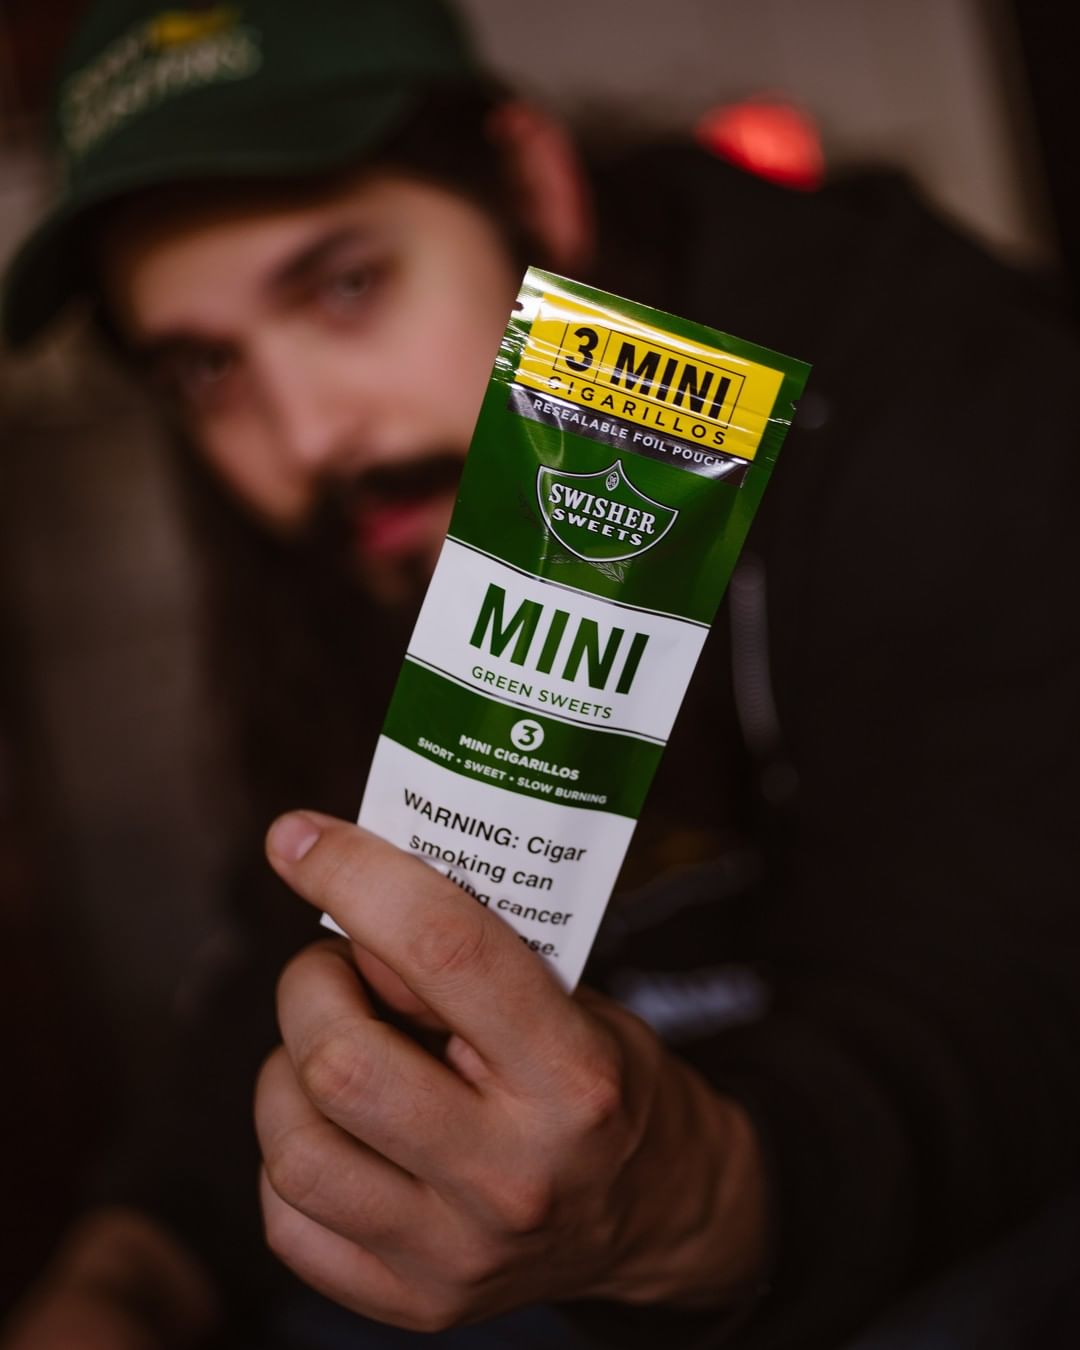 3 MINI
CIGARILLOS
RESEALABLE FOIL POUCH
SWISHER
SWEETS
MINI
GREEN SWEETS
3
MINI CIGARILLOS
SHORT • SWEET • SLOW BURNING
WARNING: Cigar
smoking can
lung cancer